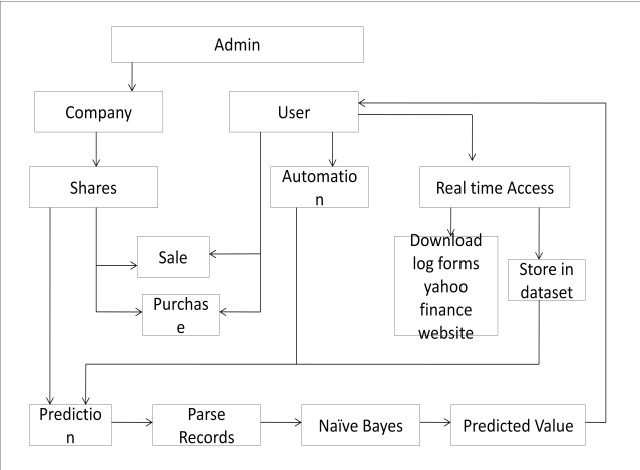 Admin
Company
User
Shares
Automatio
n
Real time Access
Sale
Download
log forms
yahoo
finance
website
Store in
dataset
Purchas
e
Predictio
n
Parse
Records
Naïve Bayes
Predicted Value